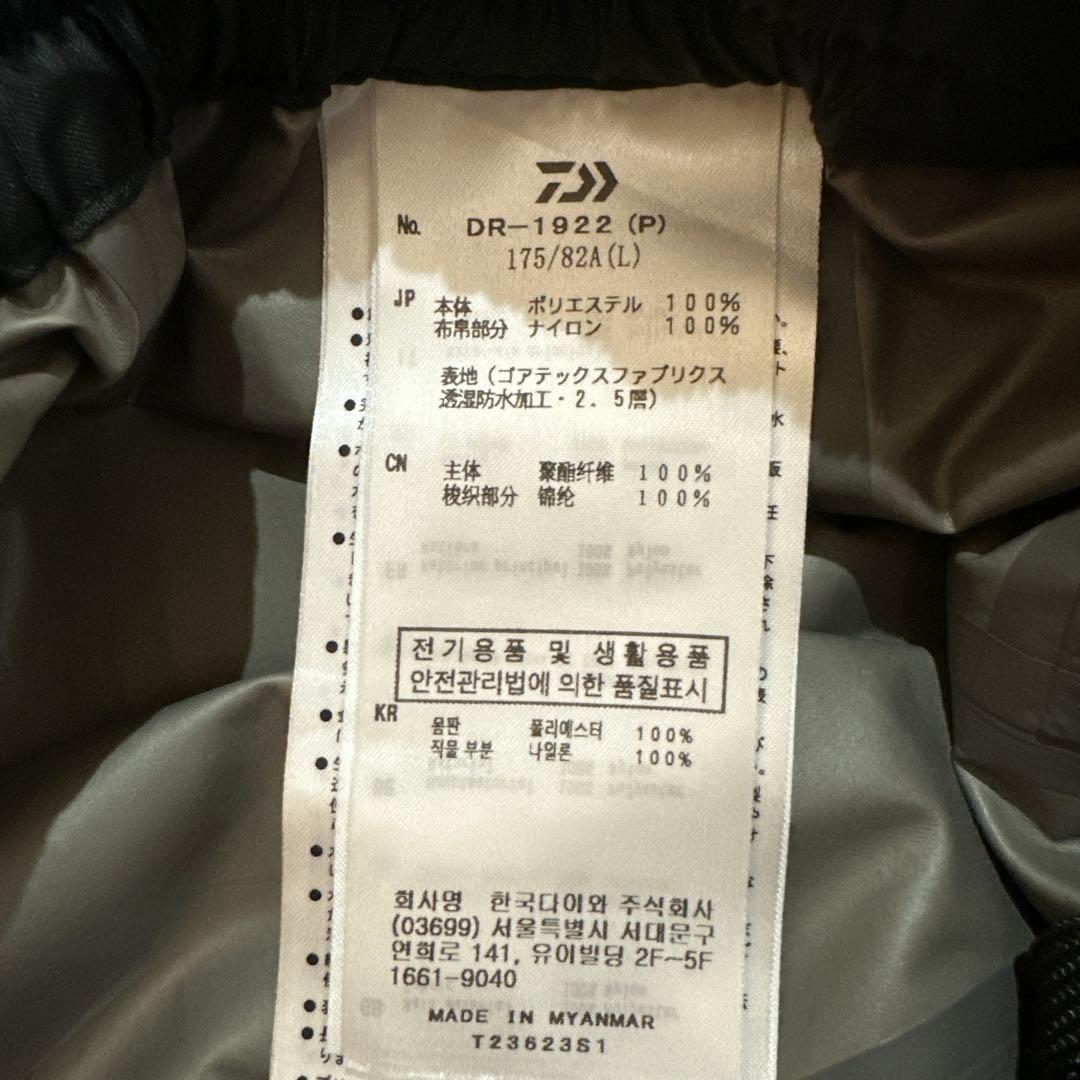 No. DR-1922 (P)
175/82A(L)
JP 本体 ポリエステル 100%
布帛部分 ナイロン 100%
表地(ゴアテックスファブリクス
透湿防水加工・2.5層)
CN 主体 聚酯纤维 100%
梭织部分 锦纶 100%
전기용품 및 생활용품
안전관리법에 의한 품질표시
KR 몸판 폴리에스터 100%
직물 부분 나일론 100%
회사명 한국다이와 주식회사
(03699) 서울특별시 서대문구
연희로 141, 유이빌딩 2F~5F
1661-9040
MADE IN MYANMAR
T23623S1